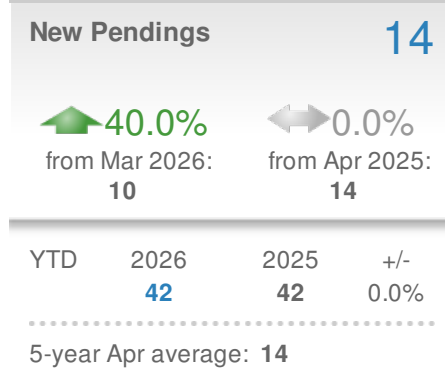 New Pendings 14
40.0% 0.0%
from Mar 2026: from Apr 2025:
10 14
YTD 2026 2025 +/-
42 42 0.0%
5-year Apr average: 14